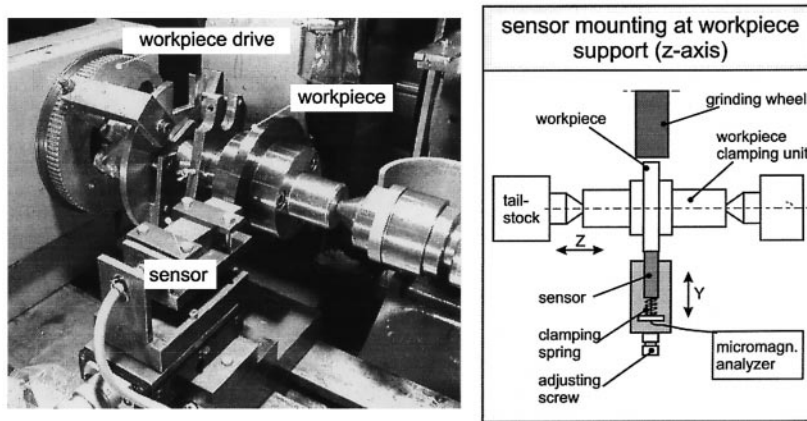 workpiece drive
workpiece
sensor
sensor mounting at workpiece
support (z-axis)
grinding wheel
workpiece
workpiece
clamping unit
tail-
stock
Z
sensor
Y
clamping
spring
micromagn.
analyzer
adjusting
screw